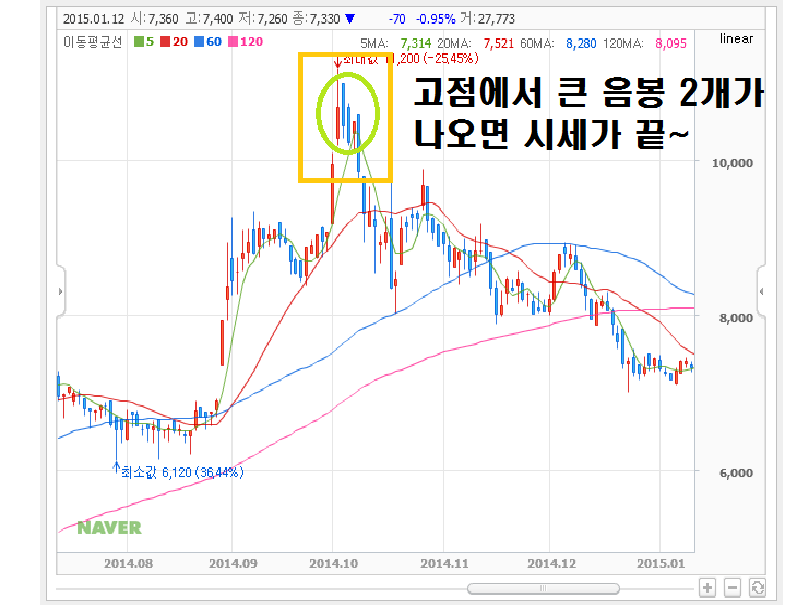 2015.01.12 시:7,360 고:7,400 저:7,260 종:7,330 ▼ -70 -0.95% 거:27,773
이동평균선 5 20 60 120 5MA: 7,314 20MA: 7,521 60MA: 8,280 120MA: 8,095 linear
11,200 (-25.45%)
고점에서 큰 음봉 2개가
나오면 시세가 끝~
10,000
8,000
6,000
최소값 6,120 (36.44%)
NAVER
2014.08 2014.09 2014.10 2014.11 2014.12 2015.01